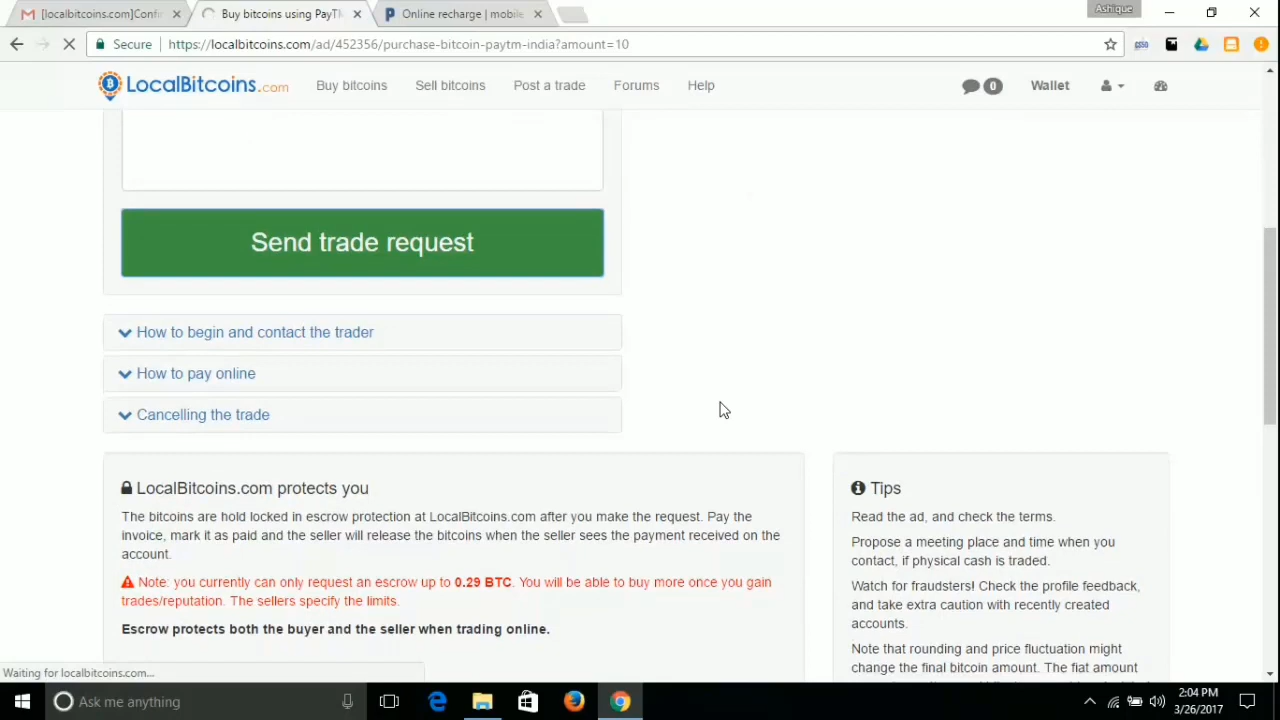 [localbitcoins.com]Confi
Buy bitcoins using PayTM
Online recharge | mobile
Ashique
Secure
https://localbitcoins.com/ad/452356/purchase-bitcoin-paytm-india?amount=10
LocalBitcoins.com
Buy bitcoins
Sell bitcoins
Post a trade
Forums
Help
0
Wallet
Send trade request
How to begin and contact the trader
How to pay online
Cancelling the trade
LocalBitcoins.com protects you
The bitcoins are hold locked in escrow protection at LocalBitcoins.com after you make the request. Pay the
invoice, mark it as paid and the seller will release the bitcoins when the seller sees the payment received on the
account.
Note: you currently can only request an escrow up to 0.29 BTC. You will be able to buy more once you gain
trades/reputation. The sellers specify the limits.
Escrow protects both the buyer and the seller when trading online.
Tips
Read the ad, and check the terms.
Propose a meeting place and time when you
contact, if physical cash is traded.
Watch for fraudsters! Check the profile feedback,
and take extra caution with recently created
accounts.
Note that rounding and price fluctuation might
change the final bitcoin amount. The fiat amount
Waiting for localbitcoins.com...
Ask me anything
2:04 PM
3/26/2017